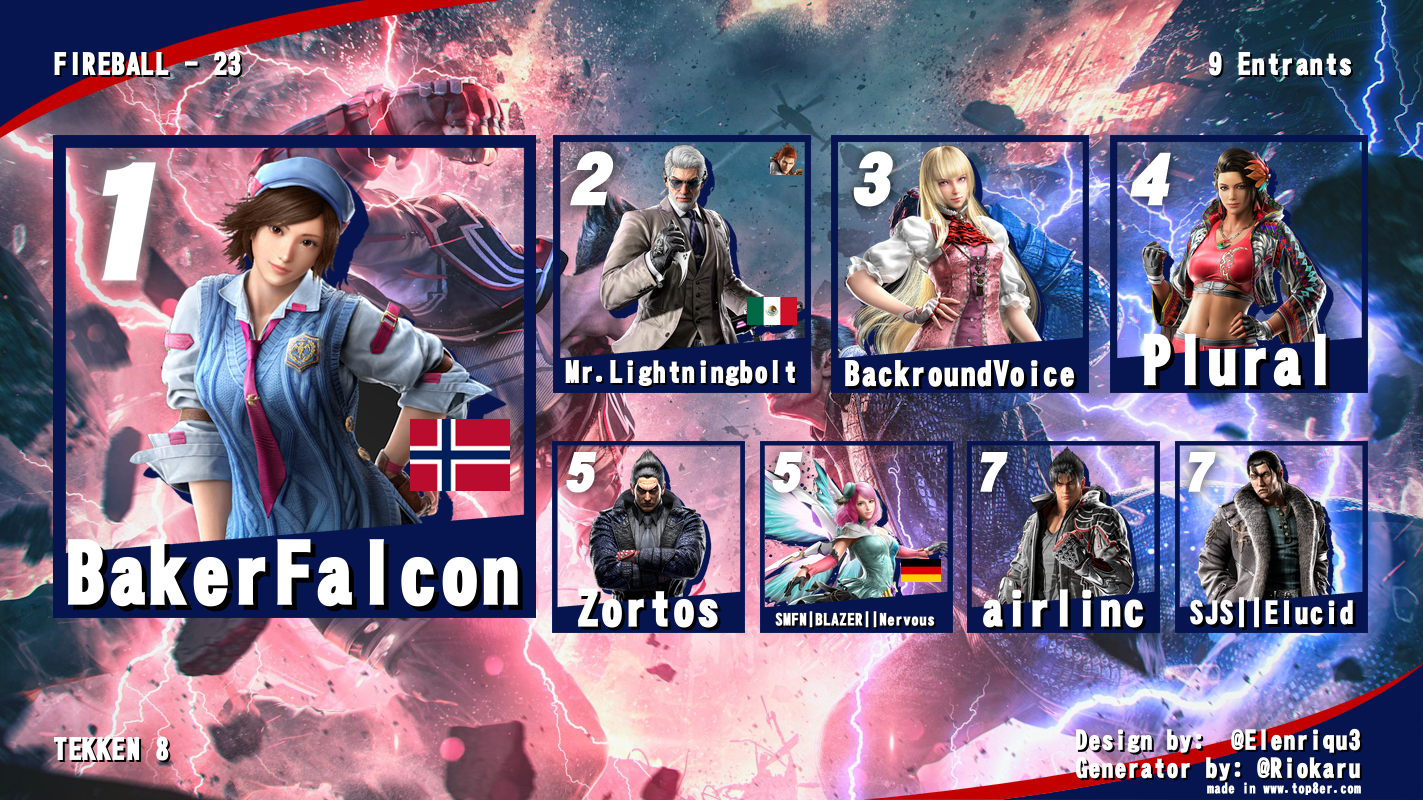 FIREBALL - 23
9 Entrants
1
BakerFalcon
2
Mr.Lightningbolt
3
BackroundVoice
4
Plural
5
Zortos
5
SMFN|BLAZER||Nervous
7
airlinc
7
SJS||Elucid
TEKKEN 8
Design by: @Elenriqu3
Generator by: @Riokaru
made in www.top8er.com